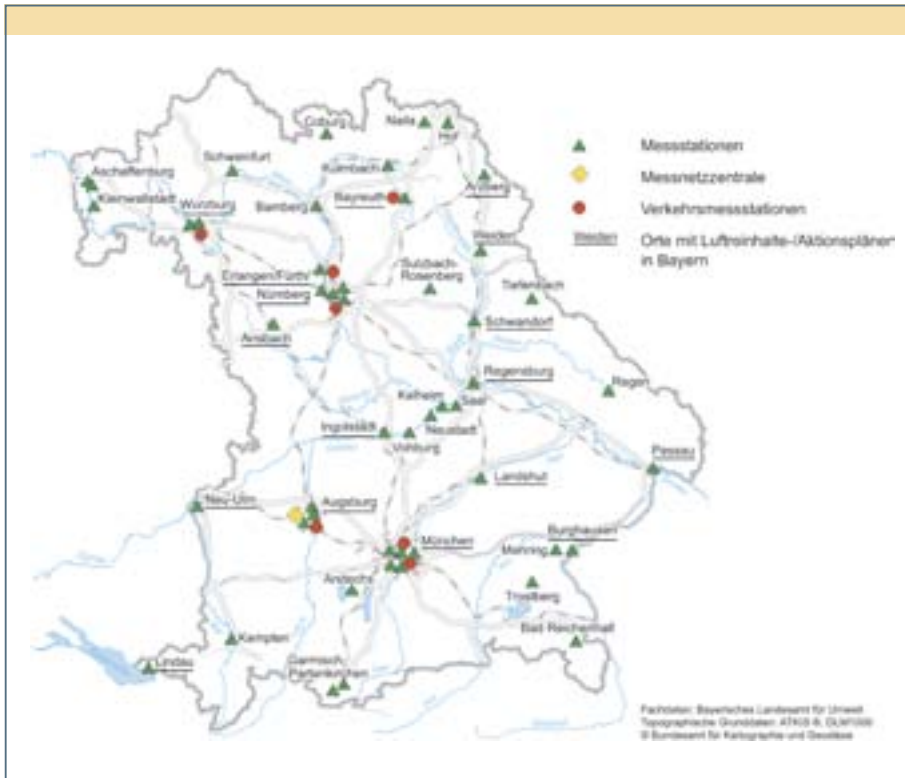 Coburg
Naila
Hof
Schweinfurt
Kulmbach
Aschaffenburg
Kleinwallstadt
Würzburg
Bamberg
Bayreuth
Arzberg
Weiden
Erlangen/Fürth
Nürnberg
Sulzbach-
Rosenberg
Tiefenbach
Ansbach
Schwandorf
Regensburg
Regen
Kelheim
Saal
Neustadt
Ingolstadt
Vohburg
Passau
Landshut
Neu-Ulm
Augsburg
München
Burghausen
Mehring
Andechs
Trostberg
Bad Reichenhall
Kempten
Lindau
Garmisch-
Partenkirchen
Messstationen
Messnetzzentrale
Verkehrsmessstationen
Weiden
Orte mit Luftreinhalte-/Aktionsplänen
in Bayern
Fachdaten: Bayerisches Landesamt für Umwelt
Topographische Grunddaten: ATKIS ®, DLM1000
© Bundesamt für Kartographie und Geodäsie